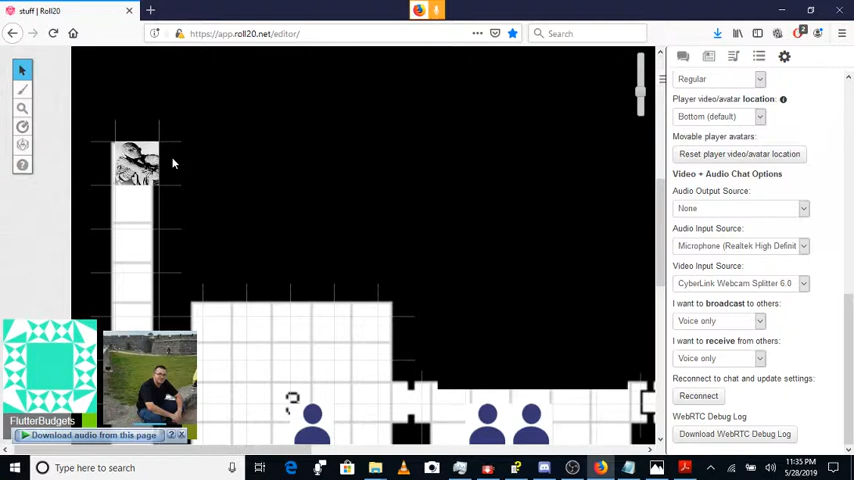 stuff | Roll20
https://app.roll20.net/editor/
Search
2
Regular
Player video/avatar location:
Bottom (default)
Movable player avatars:
Reset player video/avatar location
Video + Audio Chat Options
Audio Output Source:
None
Audio Input Source:
Microphone (Realtek High Definit
Video Input Source:
CyberLink Webcam Splitter 6.0
I want to broadcast to others:
Voice only
I want to receive from others:
Voice only
Reconnect to chat and update settings:
Reconnect
WebRTC Debug Log
Download WebRTC Debug Log
FlutterBudgets
Download audio from this page
?
Type here to search
11:35 PM
5/28/2019